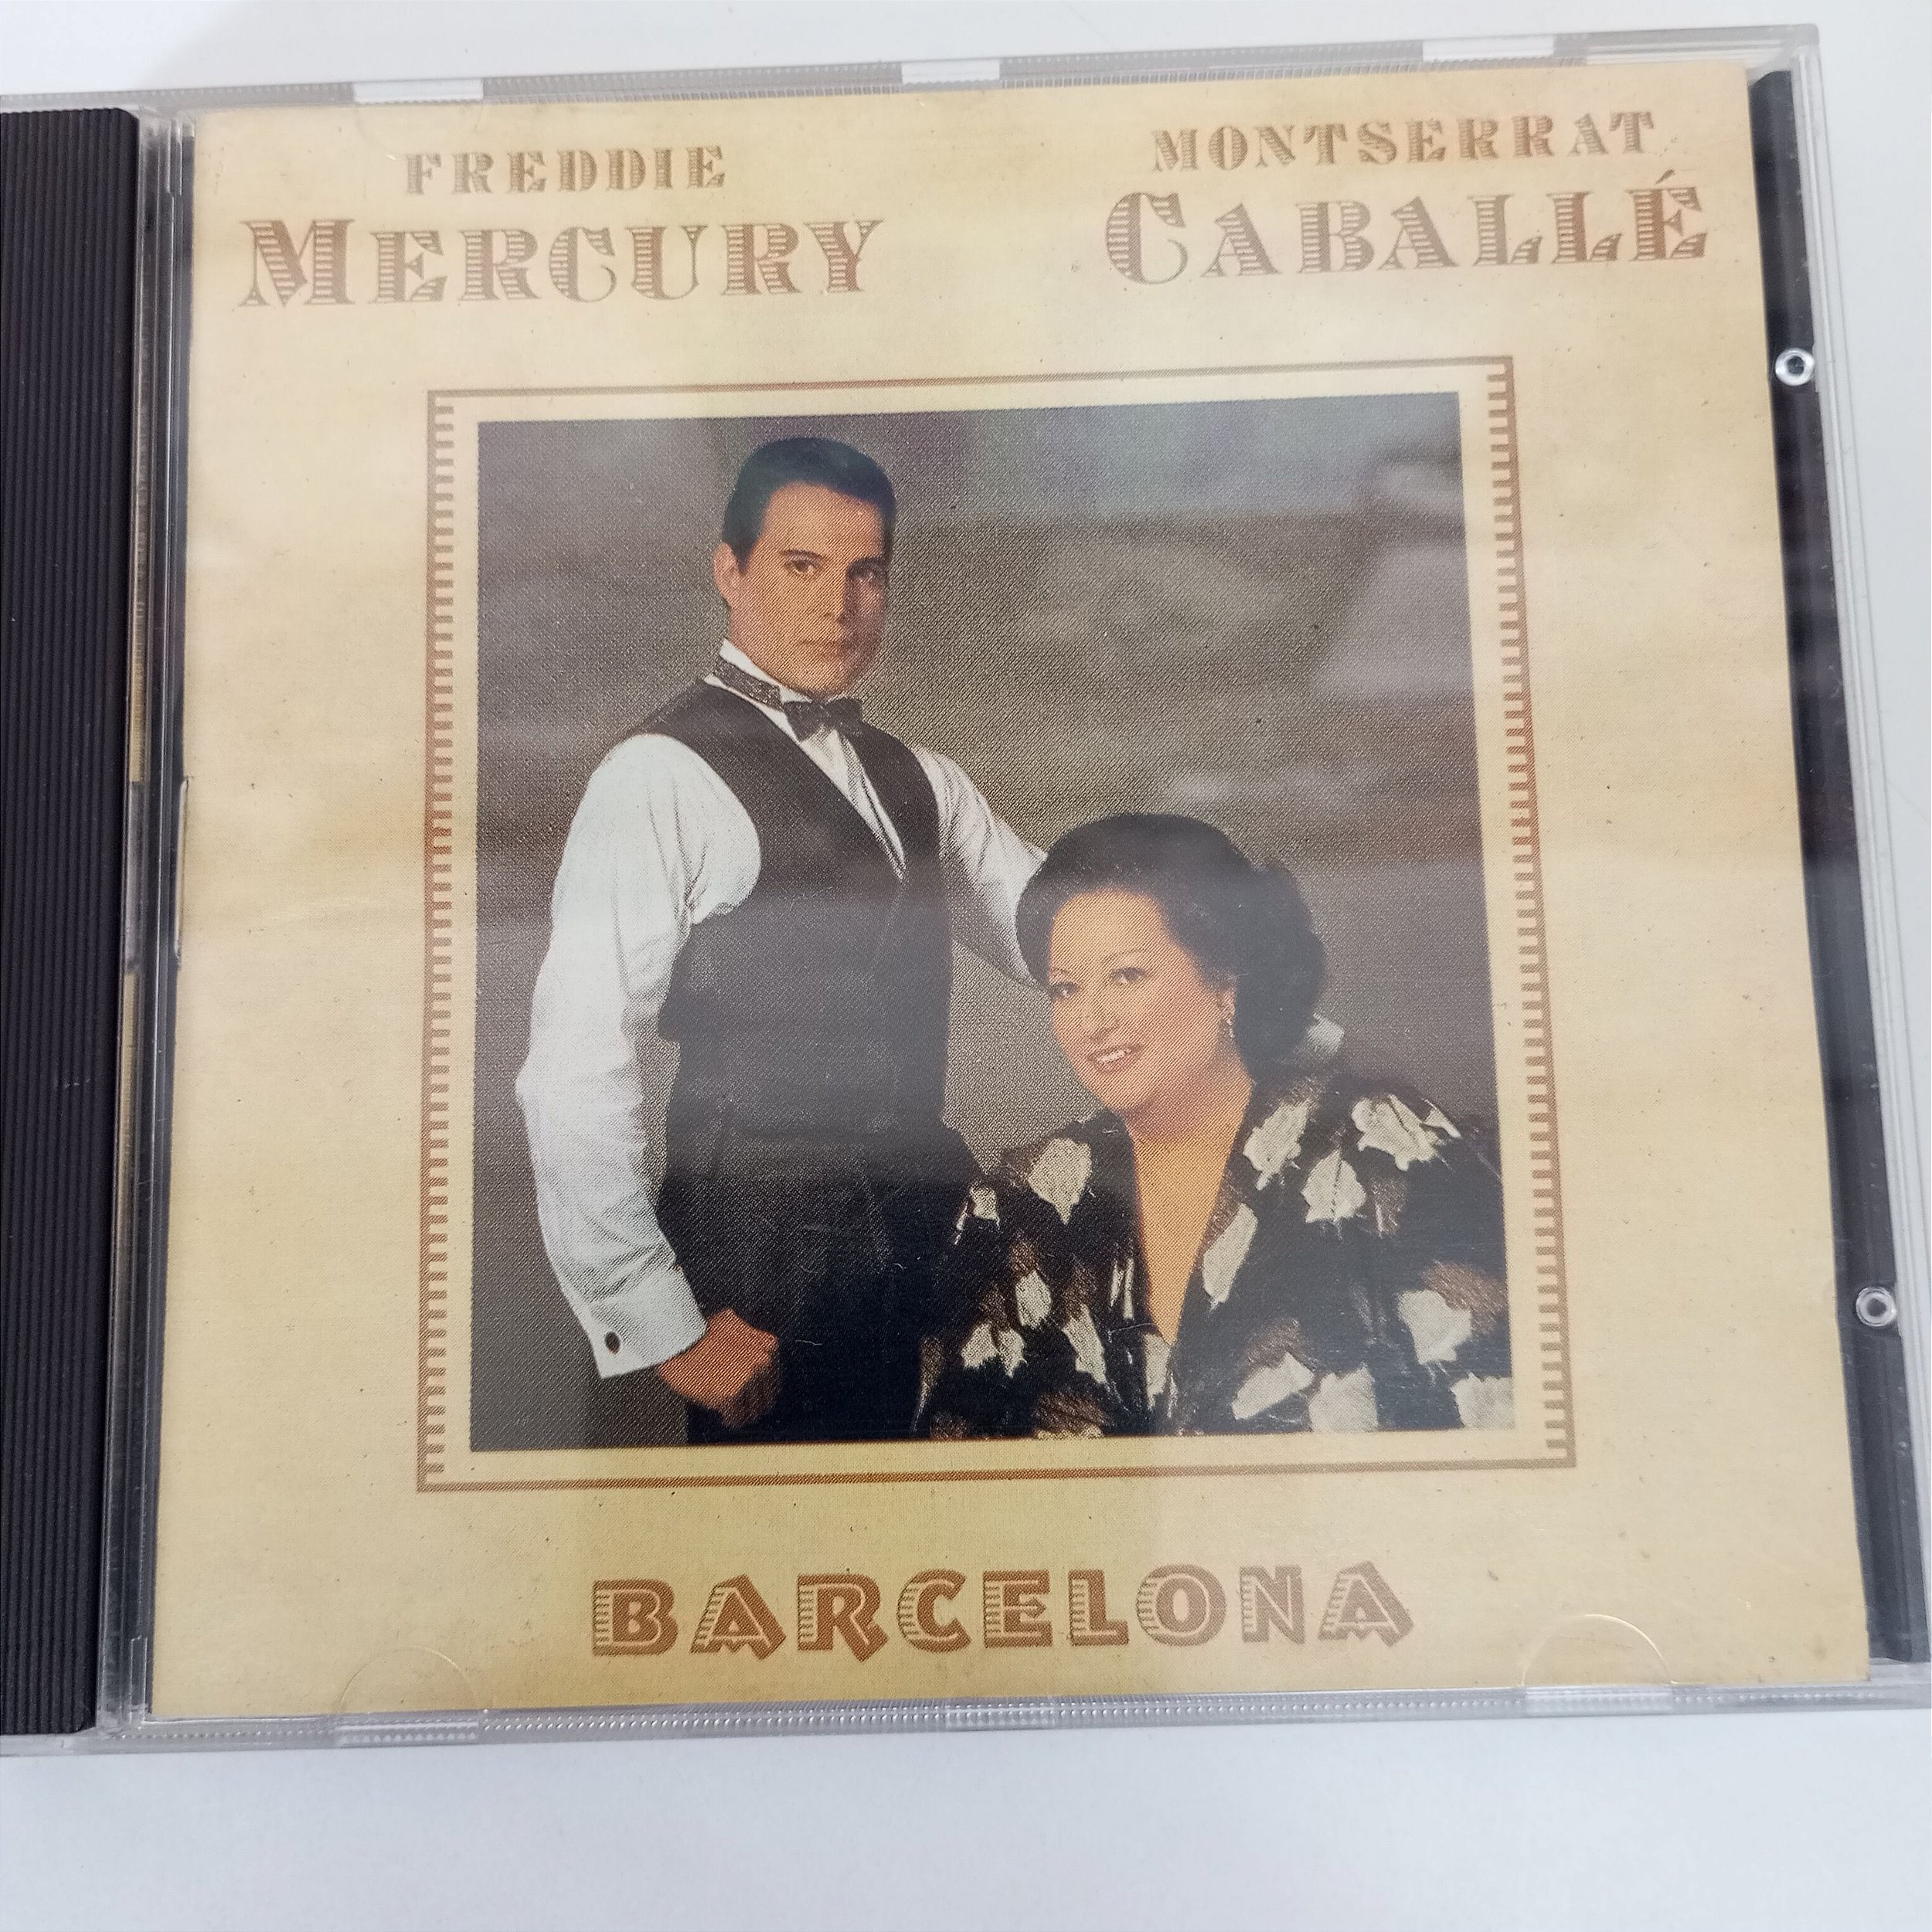 FREDDIE
MERCURY
MONTSERRAT
CABALLÉ
BARCELONA